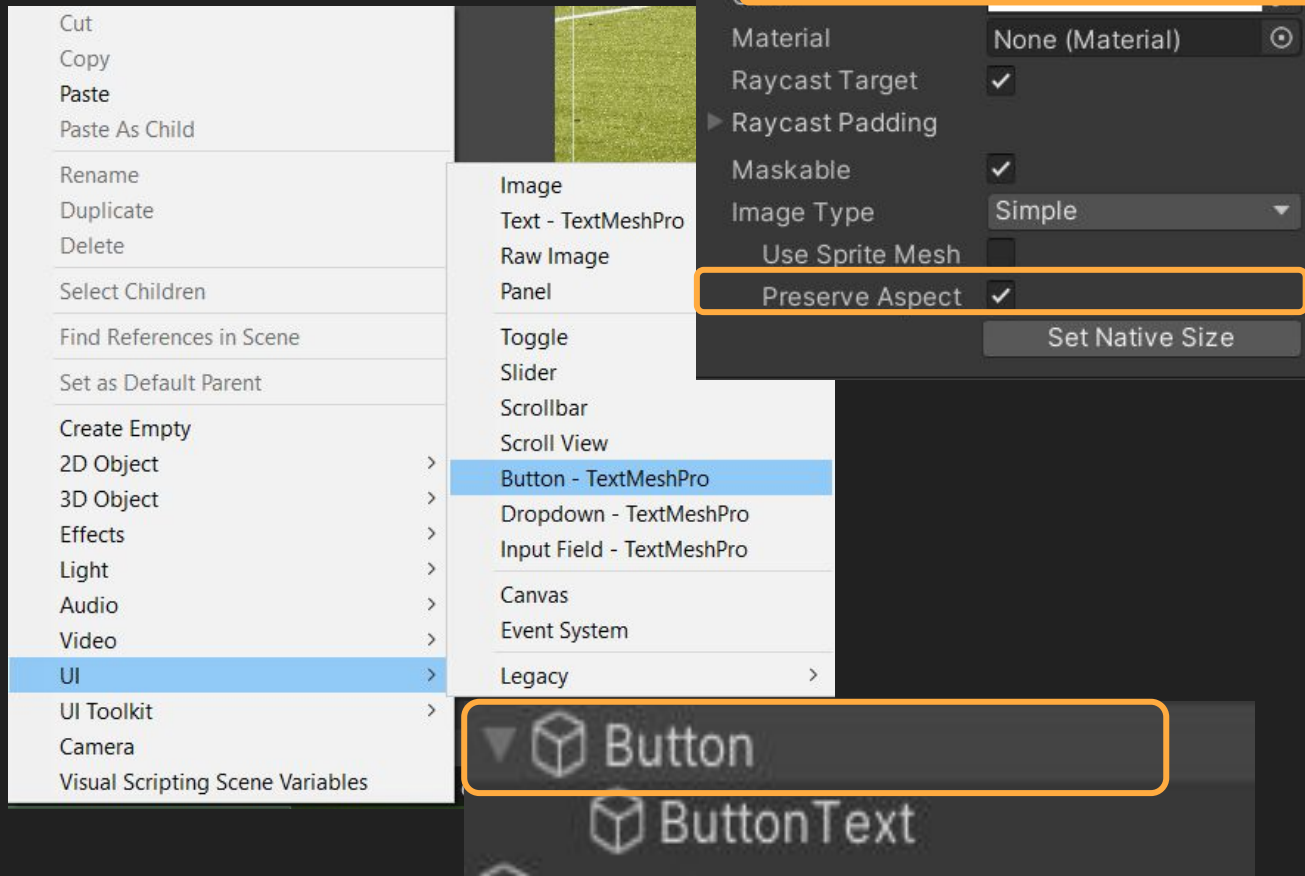 Cut
Copy
Paste
Paste As Child
Rename
Duplicate
Delete
Select Children
Find References in Scene
Set as Default Parent
Create Empty
2D Object
3D Object
Effects
Light
Audio
Video
UI
UI Toolkit
Camera
Visual Scripting Scene Variables
Image
Text - TextMeshPro
Raw Image
Panel
Toggle
Slider
Scrollbar
Scroll View
Button - TextMeshPro
Dropdown - TextMeshPro
Input Field - TextMeshPro
Canvas
Event System
Legacy
Material None (Material)
Raycast Target
Raycast Padding
Maskable
Image Type Simple
Use Sprite Mesh
Preserve Aspect
Set Native Size
Button
ButtonText